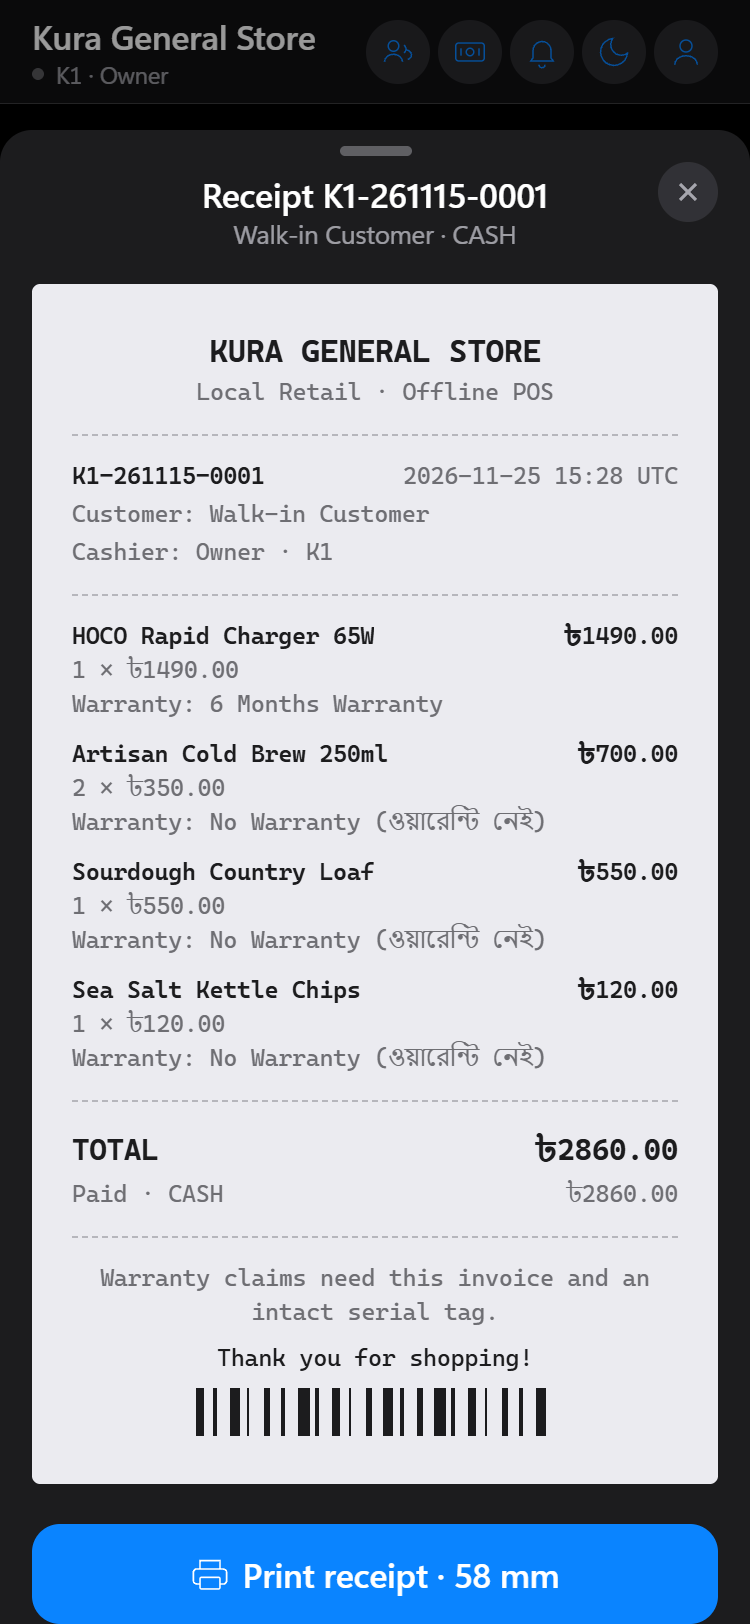 Kura General Store
K1 · Owner
Receipt K1-261115-0001
Walk-in Customer · CASH
KURA GENERAL STORE
Local Retail · Offline POS
K1-261115-0001 2026-11-25 15:28 UTC
Customer: Walk-in Customer
Cashier: Owner · K1
HOCO Rapid Charger 65W ৳1490.00
1 × ৳1490.00
Warranty: 6 Months Warranty
Artisan Cold Brew 250ml ৳700.00
2 × ৳350.00
Warranty: No Warranty (ওয়ারেন্টি নেই)
Sourdough Country Loaf ৳550.00
1 × ৳550.00
Warranty: No Warranty (ওয়ারেন্টি নেই)
Sea Salt Kettle Chips ৳120.00
1 × ৳120.00
Warranty: No Warranty (ওয়ারেন্টি নেই)
TOTAL ৳2860.00
Paid · CASH ৳2860.00
Warranty claims need this invoice and an
intact serial tag.
Thank you for shopping!
Print receipt · 58 mm